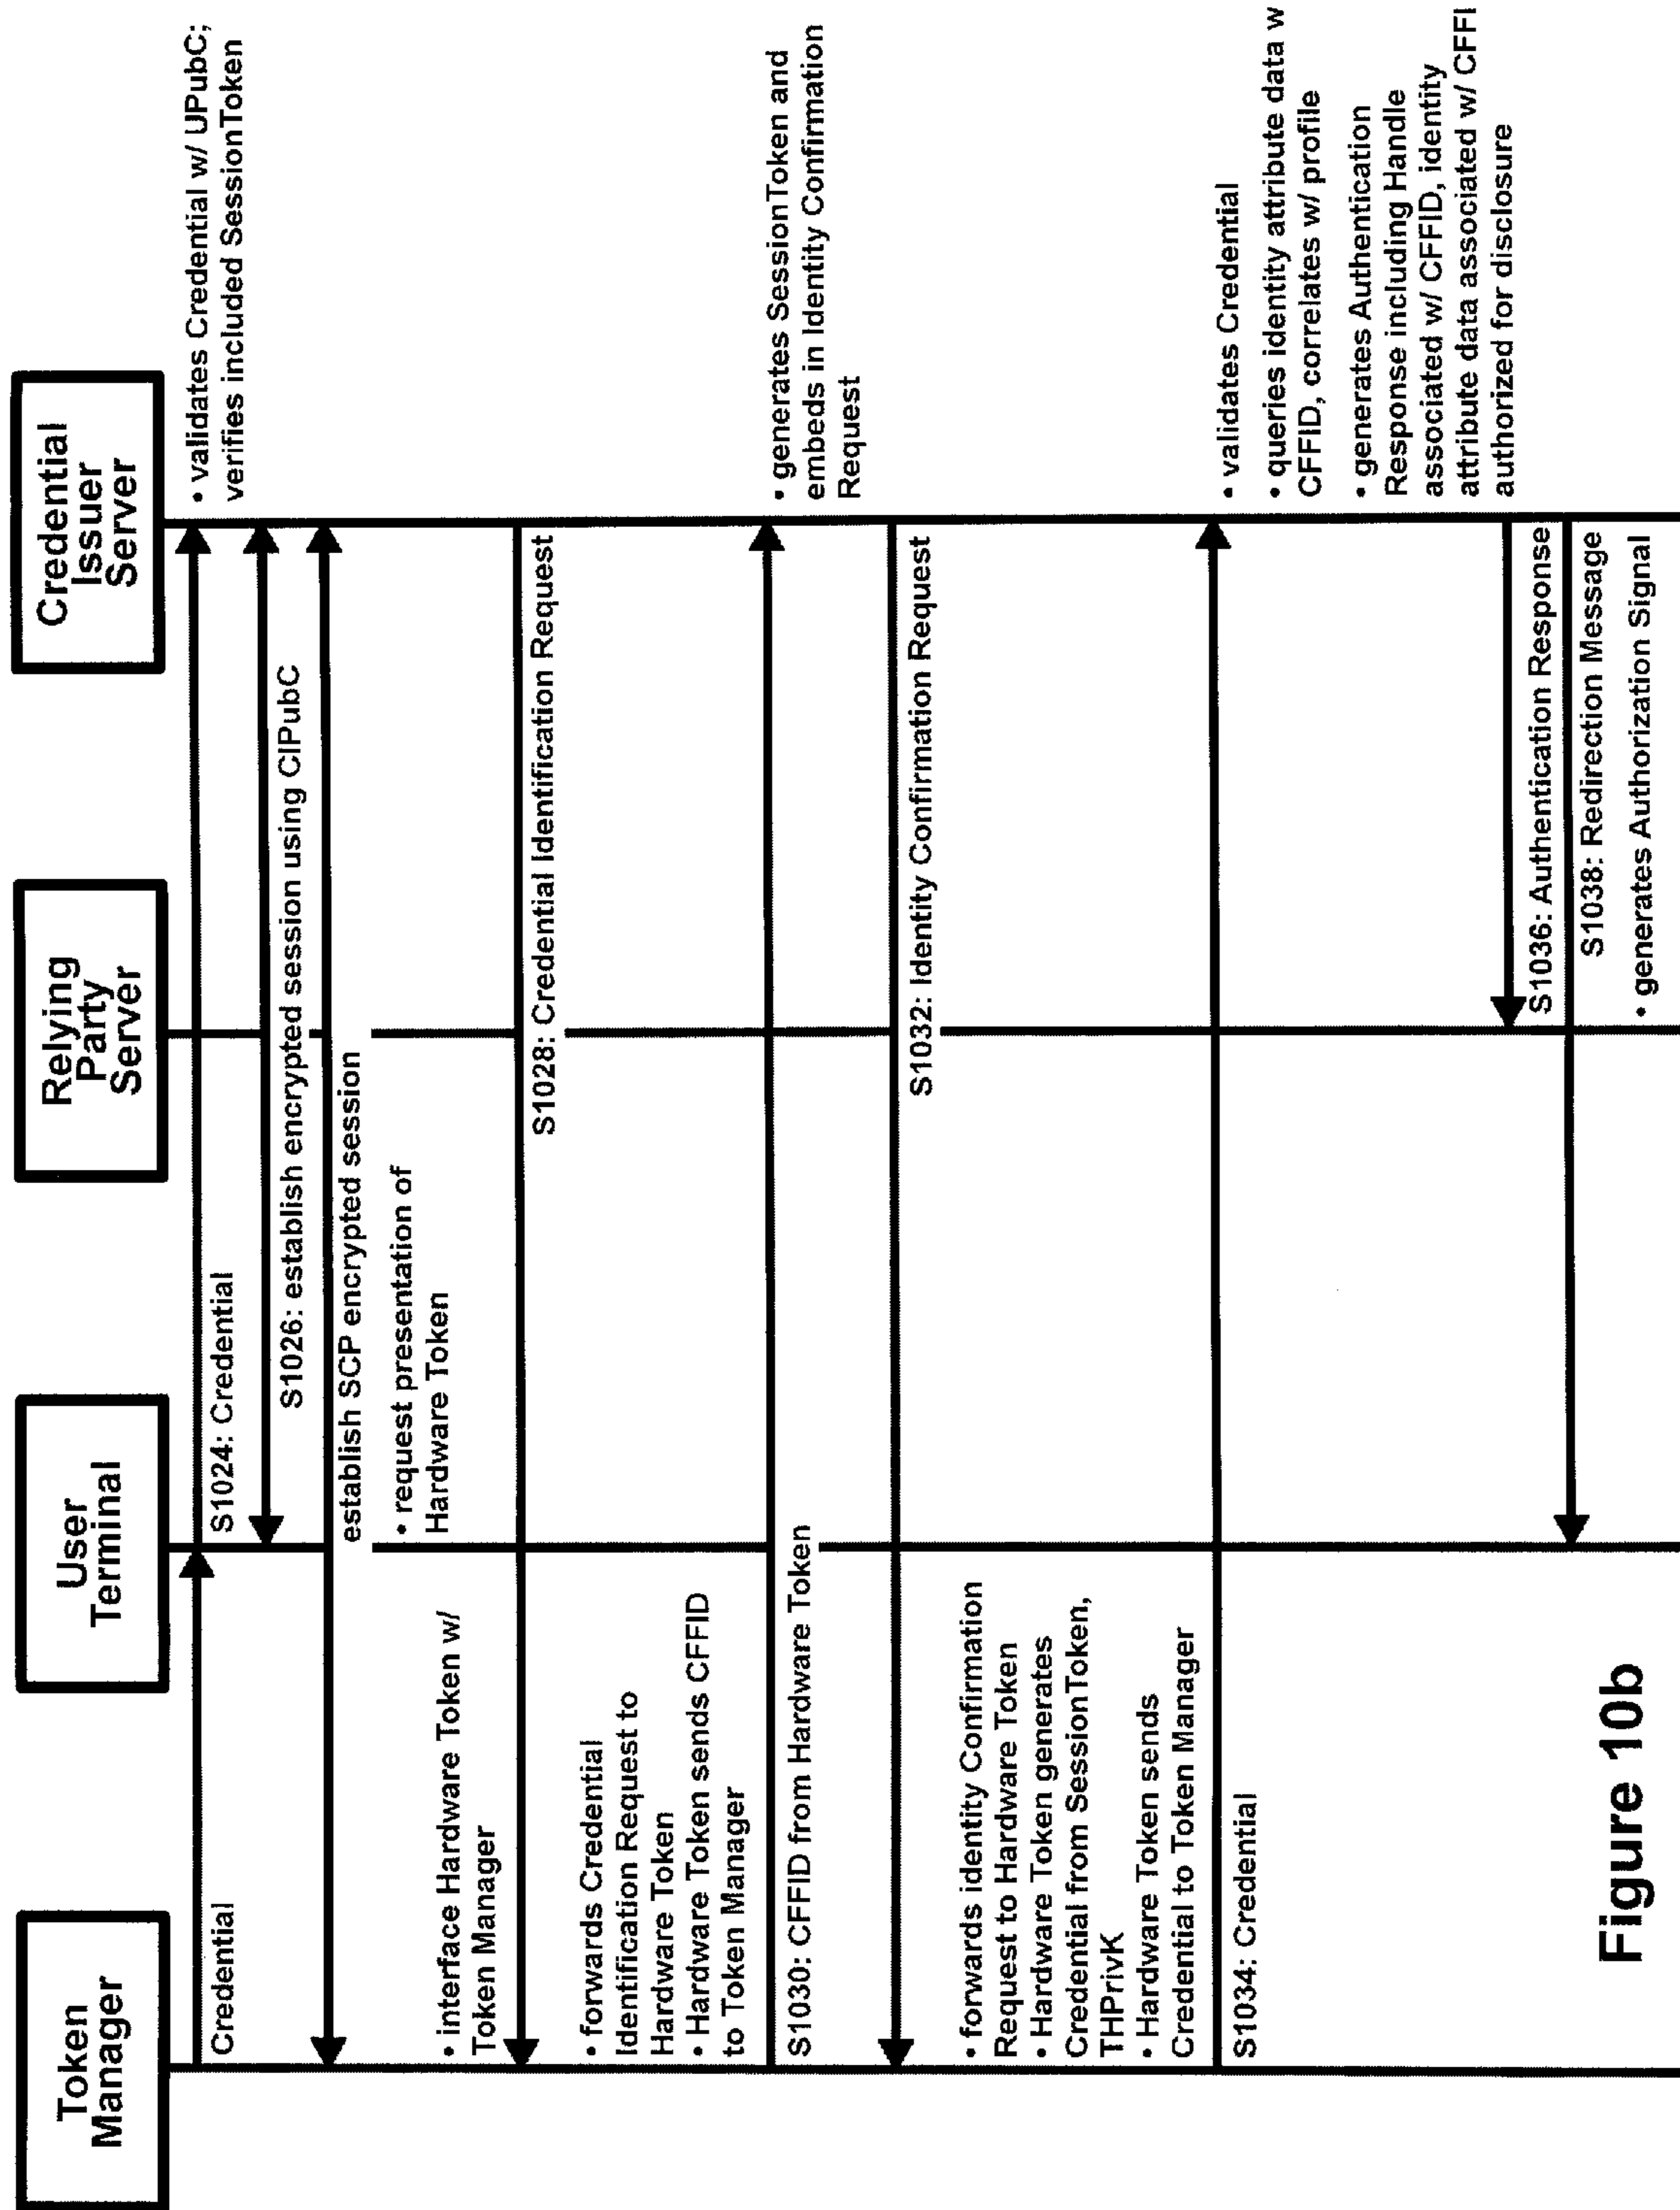 Token
Manager
User
Terminal
Relying
Party
Server
Credential
Issuer
Server
Credential
S1024: Credential
• validates Credential w/ UPubC;
verifies included SessionToken
S1026: establish encrypted session using CIPubC
establish SCP encrypted session
• request presentation of
Hardware Token
• interface Hardware Token w/
Token Manager
S1028: Credential Identification Request
• forwards Credential
Identification Request to
Hardware Token
• Hardware Token sends CFFID
to Token Manager
S1030: CFFID from Hardware Token
• generates SessionToken and
embeds in Identity Confirmation
Request
S1032: Identity Confirmation Request
• forwards identity Confirmation
Request to Hardware Token
• Hardware Token generates
Credential from SessionToken,
THPrivK
• Hardware Token sends
Credential to Token Manager
S1034: Credential
• validates Credential
• queries identity attribute data w
CFFID, correlates w/ profile
• generates Authentication
Response including Handle
associated w/ CFFID, identity
attribute data associated w/ CFFI
authorized for disclosure
S1036: Authentication Response
S1038: Redirection Message
• generates Authorization Signal
Figure 10b